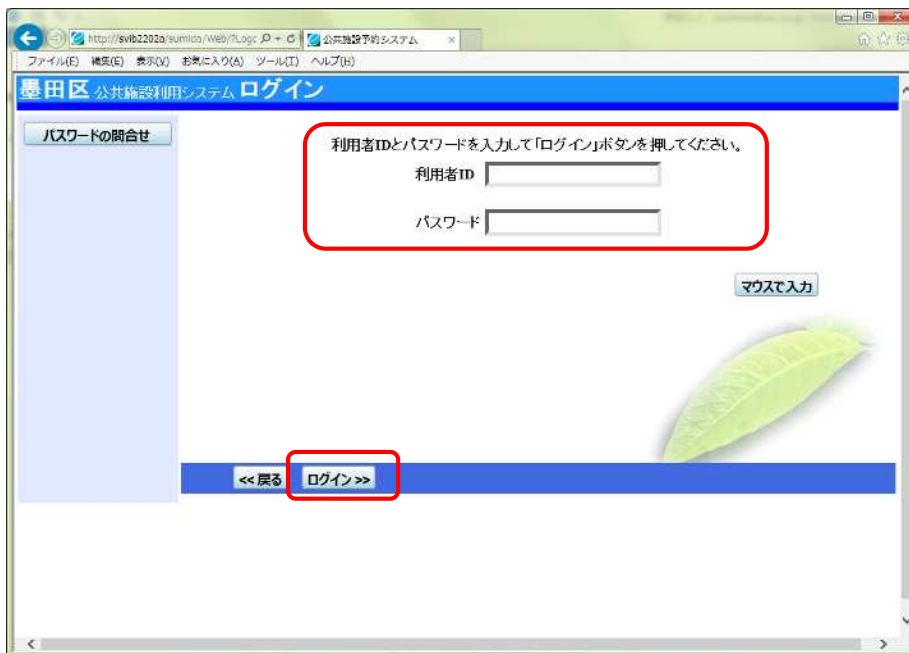 http://svib2202a/sumida/Web/?Logc
公共施設予約システム
ファイル(F) 編集(E) 表示(V) お気に入り(A) ツール(T) ヘルプ(H)
墨田区 公共施設利用システム ログイン
パスワードの問合せ
利用者IDとパスワードを入力して「ログイン」ボタンを押してください。
利用者ID
パスワード
マウスで入力
<< 戻る ログイン >>